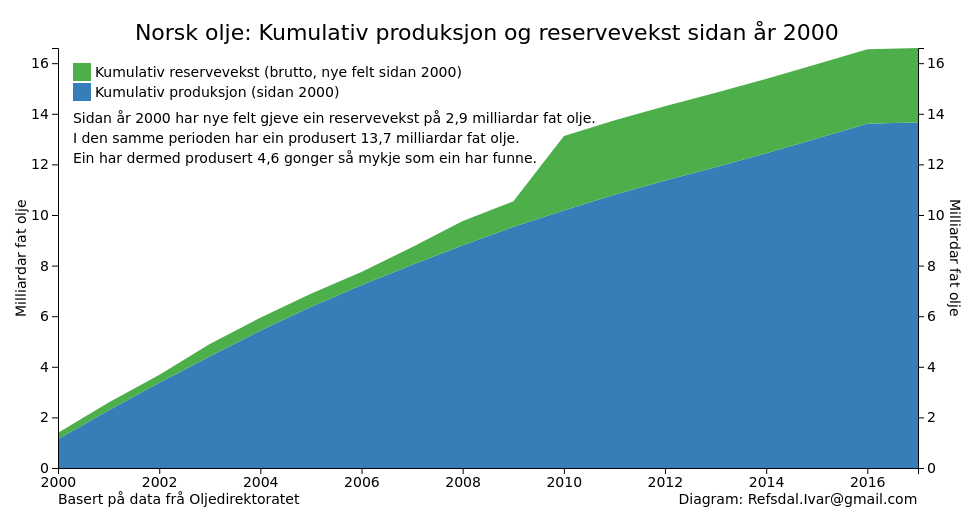 Norsk olje: Kumulativ produksjon og reservevekst sidan år 2000
Kumulativ reservevekst (brutto, nye felt sidan 2000)
Kumulativ produksjon (sidan 2000)
Sidan år 2000 har nye felt gjeve ein reservevekst på 2,9 milliardar fat olje.
I den samme perioden har ein produsert 13,7 milliardar fat olje.
Ein har dermed produsert 4,6 gonger så mykje som ein har funne.
Milliardar fat olje
16
14
12
10
8
6
4
2
0
16
14
12
10
8
6
4
2
0
Milliardar fat olje
2000 2002 2004 2006 2008 2010 2012 2014 2016
Basert på data frå Oljedirektoratet
Diagram: Refsdal.Ivar@gmail.com